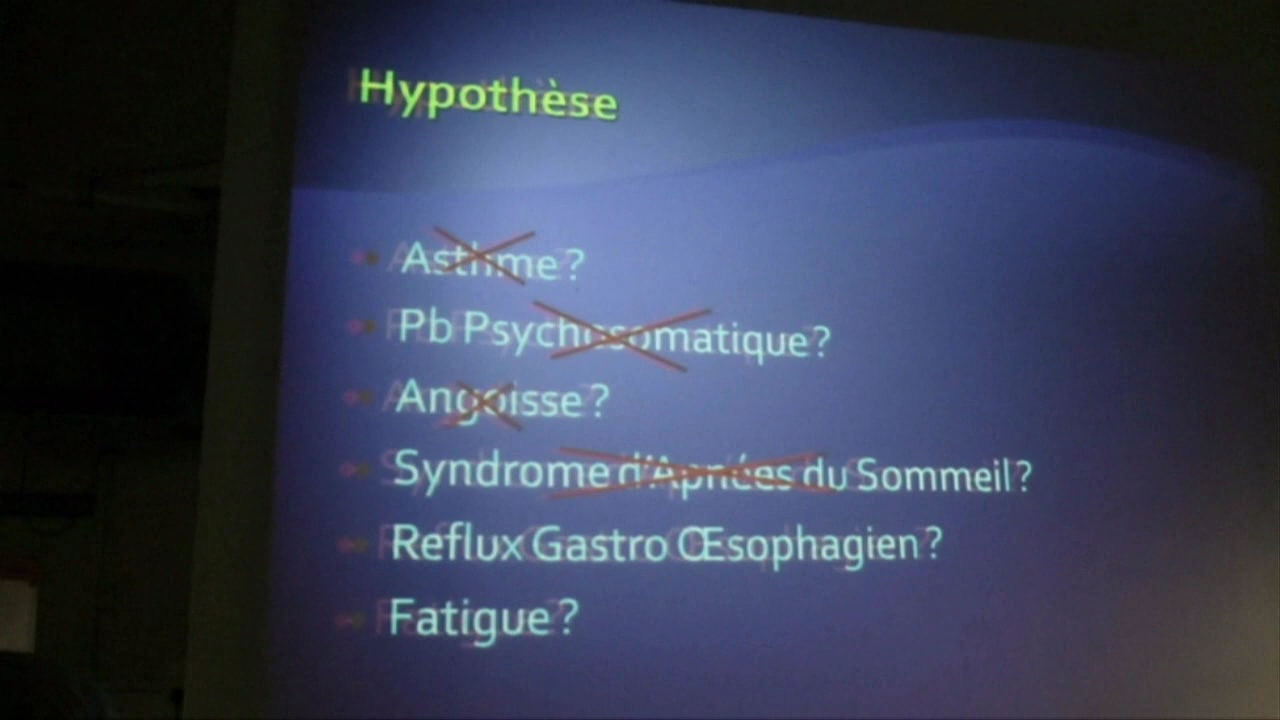 Hypothèse
Asthme ?
Pb Psychosomatique ?
Angoisse ?
Syndrome d'Apnées du Sommeil ?
Reflux Gastro Œsophagien ?
Fatigue ?